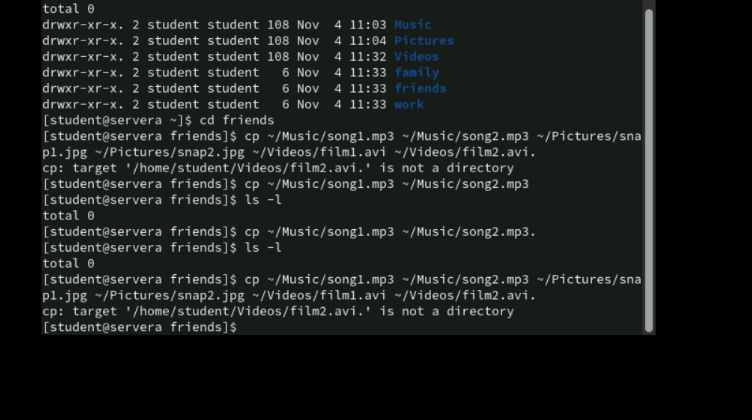 total 0
drwxr-xr-x. 2 student student 108 Nov  4 11:03 Music
drwxr-xr-x. 2 student student 108 Nov  4 11:04 Pictures
drwxr-xr-x. 2 student student 108 Nov  4 11:32 Videos
drwxr-xr-x. 2 student student   6 Nov  4 11:33 family
drwxr-xr-x. 2 student student   6 Nov  4 11:33 friends
drwxr-xr-x. 2 student student   6 Nov  4 11:33 work
[student@servera ~]$ cd friends
[student@servera friends]$ cp ~/Music/song1.mp3 ~/Music/song2.mp3 ~/Pictures/sna
p1.jpg ~/Pictures/snap2.jpg ~/Videos/film1.avi ~/Videos/film2.avi.
cp: target '/home/student/Videos/film2.avi.' is not a directory
[student@servera friends]$ cp ~/Music/song1.mp3 ~/Music/song2.mp3
[student@servera friends]$ ls -l
total 0
[student@servera friends]$ cp ~/Music/song1.mp3 ~/Music/song2.mp3.
[student@servera friends]$ ls -l
total 0
[student@servera friends]$ cp ~/Music/song1.mp3 ~/Music/song2.mp3 ~/Pictures/sna
p1.jpg ~/Pictures/snap2.jpg ~/Videos/film1.avi ~/Videos/film2.avi.
cp: target '/home/student/Videos/film2.avi.' is not a directory
[student@servera friends]$